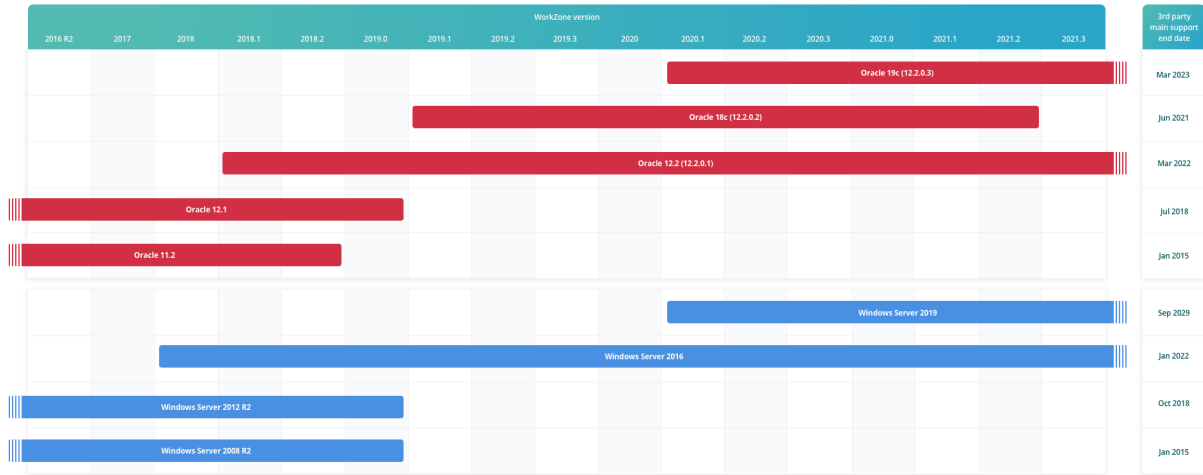 WorkZone version
3rd party
main support
end date
2016 R2 2017 2018 2018.1 2018.2 2019.0 2019.1 2019.2 2019.3 2020 2020.1 2020.2 2020.3 2021.0 2021.1 2021.2 2021.3
Oracle 19c (12.2.0.3) Mar 2023
Oracle 18c (12.2.0.2) Jun 2021
Oracle 12.2 (12.2.0.1) Mar 2022
Oracle 12.1 Jul 2018
Oracle 11.2 Jan 2015
Windows Server 2019 Sep 2029
Windows Server 2016 Jan 2022
Windows Server 2012 R2 Oct 2018
Windows Server 2008 R2 Jan 2015